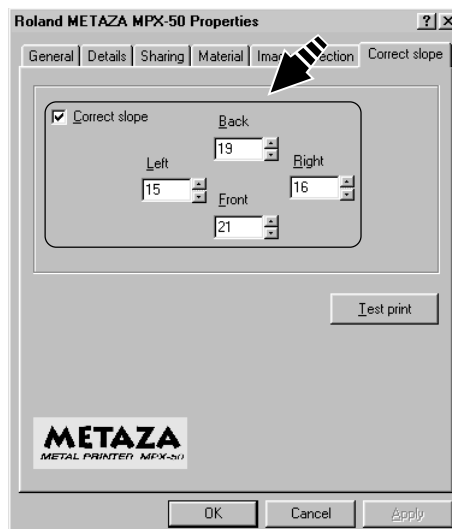 Roland METAZA MPX-50 Properties
General Details Sharing Material Correct slope
Correct slope
Back
19
Left
Right
15
16
Front
21
Test print
METAZA
METAL PRINTER MPX-50
OK Cancel Apply